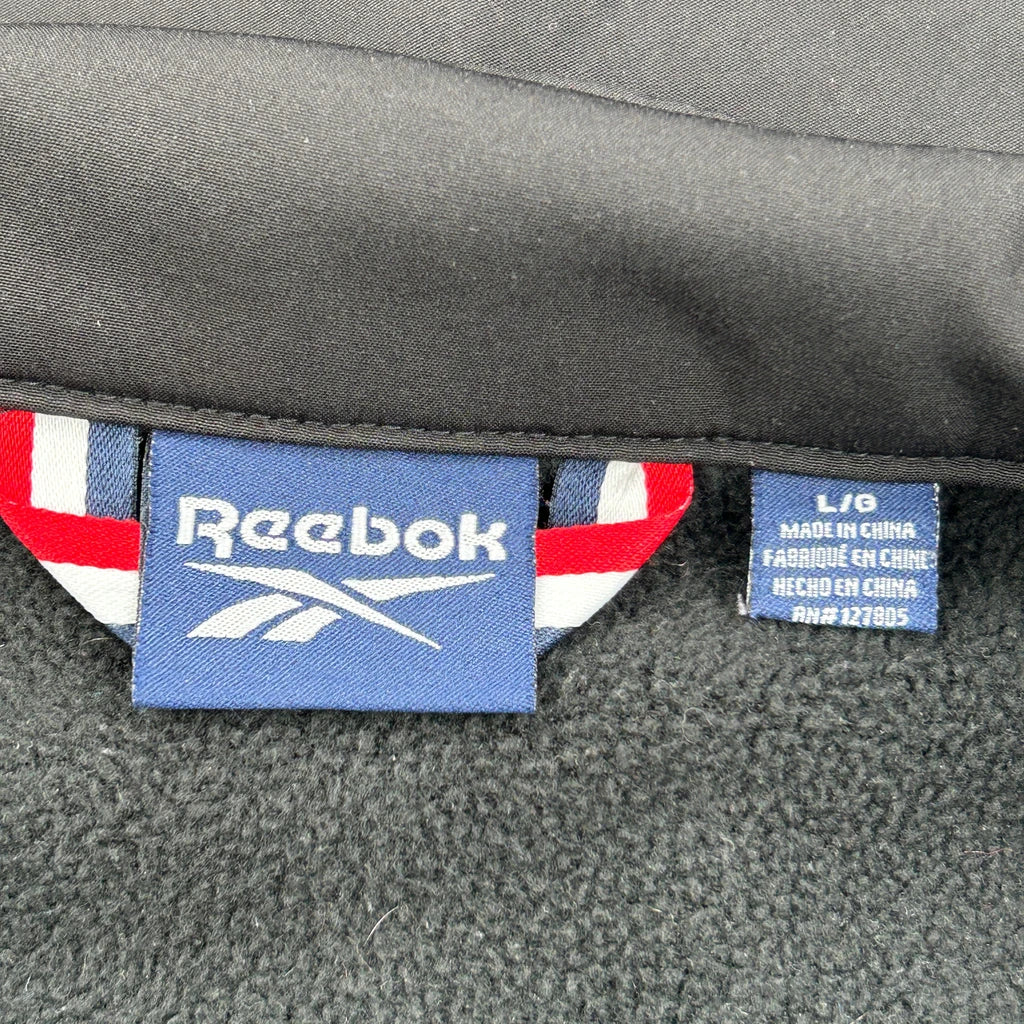 Reebok
L/G
MADE IN CHINA
FABRIQUÉ EN CHINE
HECHO EN CHINA
RN# 127805